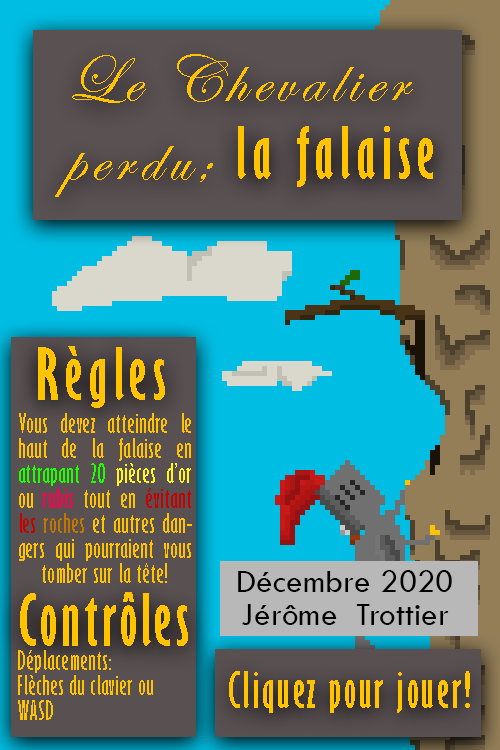 Le Chevalier
perdu; la falaise
Règles
Vous devez atteindre le
haut de la falaise en
attrapant 20 pièces d'or
ou rubis tout en évitant
les roches et autres dan-
gers qui pourraient vous
tomber sur la tête!
Contrôles
Déplacements:
Flèches du clavier ou
WASD
Décembre 2020
Jérôme Trottier
Cliquez pour jouer!